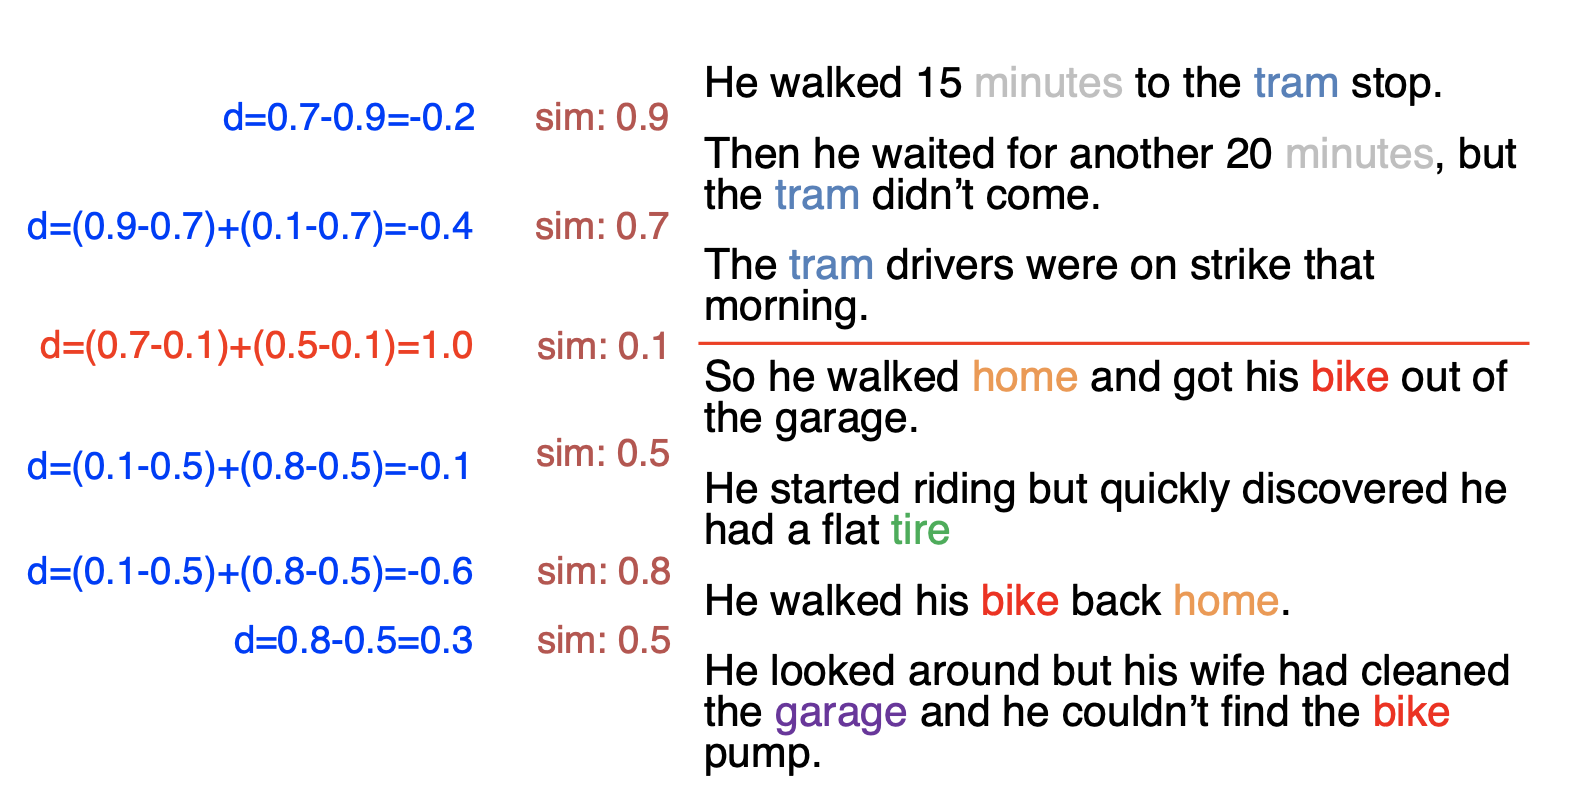 He walked 15 minutes to the tram stop.
d=0.7-0.9=-0.2
sim: 0.9
Then he waited for another 20 minutes, but
the tram didn’t come.
d=(0.9-0.7)+(0.1-0.7)=-0.4
sim: 0.7
The tram drivers were on strike that
morning.
d=(0.7-0.1)+(0.5-0.1)=1.0
sim: 0.1
So he walked home and got his bike out of
the garage.
d=(0.1-0.5)+(0.8-0.5)=-0.1
sim: 0.5
He started riding but quickly discovered he
had a flat tire
d=(0.1-0.5)+(0.8-0.5)=-0.6
sim: 0.8
He walked his bike back home.
d=0.8-0.5=0.3
sim: 0.5
He looked around but his wife had cleaned
the garage and he couldn’t find the bike
pump.